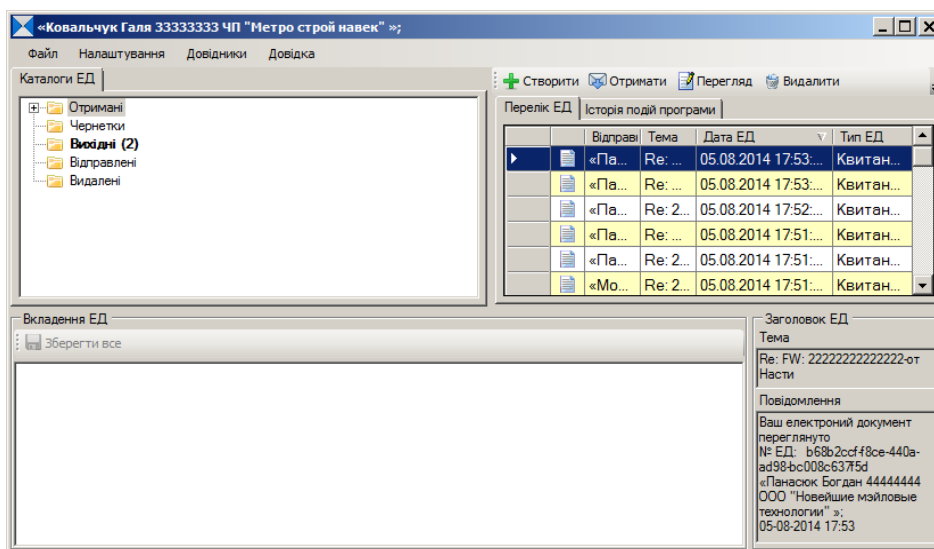 «Ковальчук Галя 33333333 ЧП "Метро строй навек" »;
Файл Налаштування Довідники Довідка
Каталоги ЕД
Отримані
Чернетки
Вихідні (2)
Відправлені
Видалені
Створити Отримати Перегляд Видалити
Перелік ЕД Історія подій програми
Відправі Тема Дата ЕД Тип ЕД
«Па... Re: ... 05.08.2014 17:53:... Квитан...
«Па... Re: ... 05.08.2014 17:53:... Квитан...
«Па... Re: 2... 05.08.2014 17:52:... Квитан...
«Па... Re: ... 05.08.2014 17:51:... Квитан...
«Па... Re: 2... 05.08.2014 17:51:... Квитан...
«Мо... Re: 2... 05.08.2014 17:51:... Квитан...
Вкладення ЕД
Зберегти все
Заголовок ЕД
Тема
Re: FW: 22222222222222-от
Насти
Повідомлення
Ваш електроний документ
переглянуто
№ ЕД: b68b2ccf-f8ce-440a-
ad98-bc008c637f5d
«Панасюк Богдан 44444444
ООО "Новейшие мэйловые
технологии" »;
05-08-2014 17:53